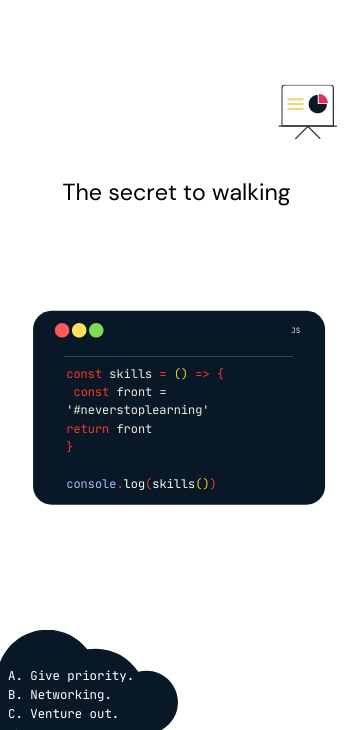 The secret to walking
JS
const skills = () => {
const front =
'#neverstoplearning'
return front
}
console.log(skills())
A. Give priority.
B. Networking.
C. Venture out.